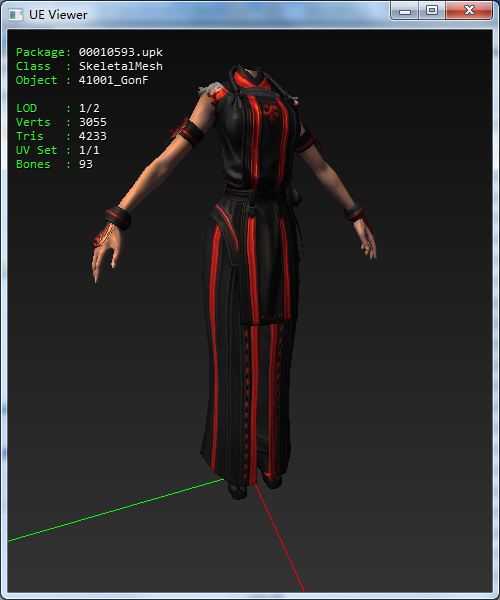 UE Viewer
Package: 00010593.upk
Class : SkeletalMesh
Object : 41001_GonF
LOD : 1/2
Verts : 3055
Tris : 4233
UV Set : 1/1
Bones : 93